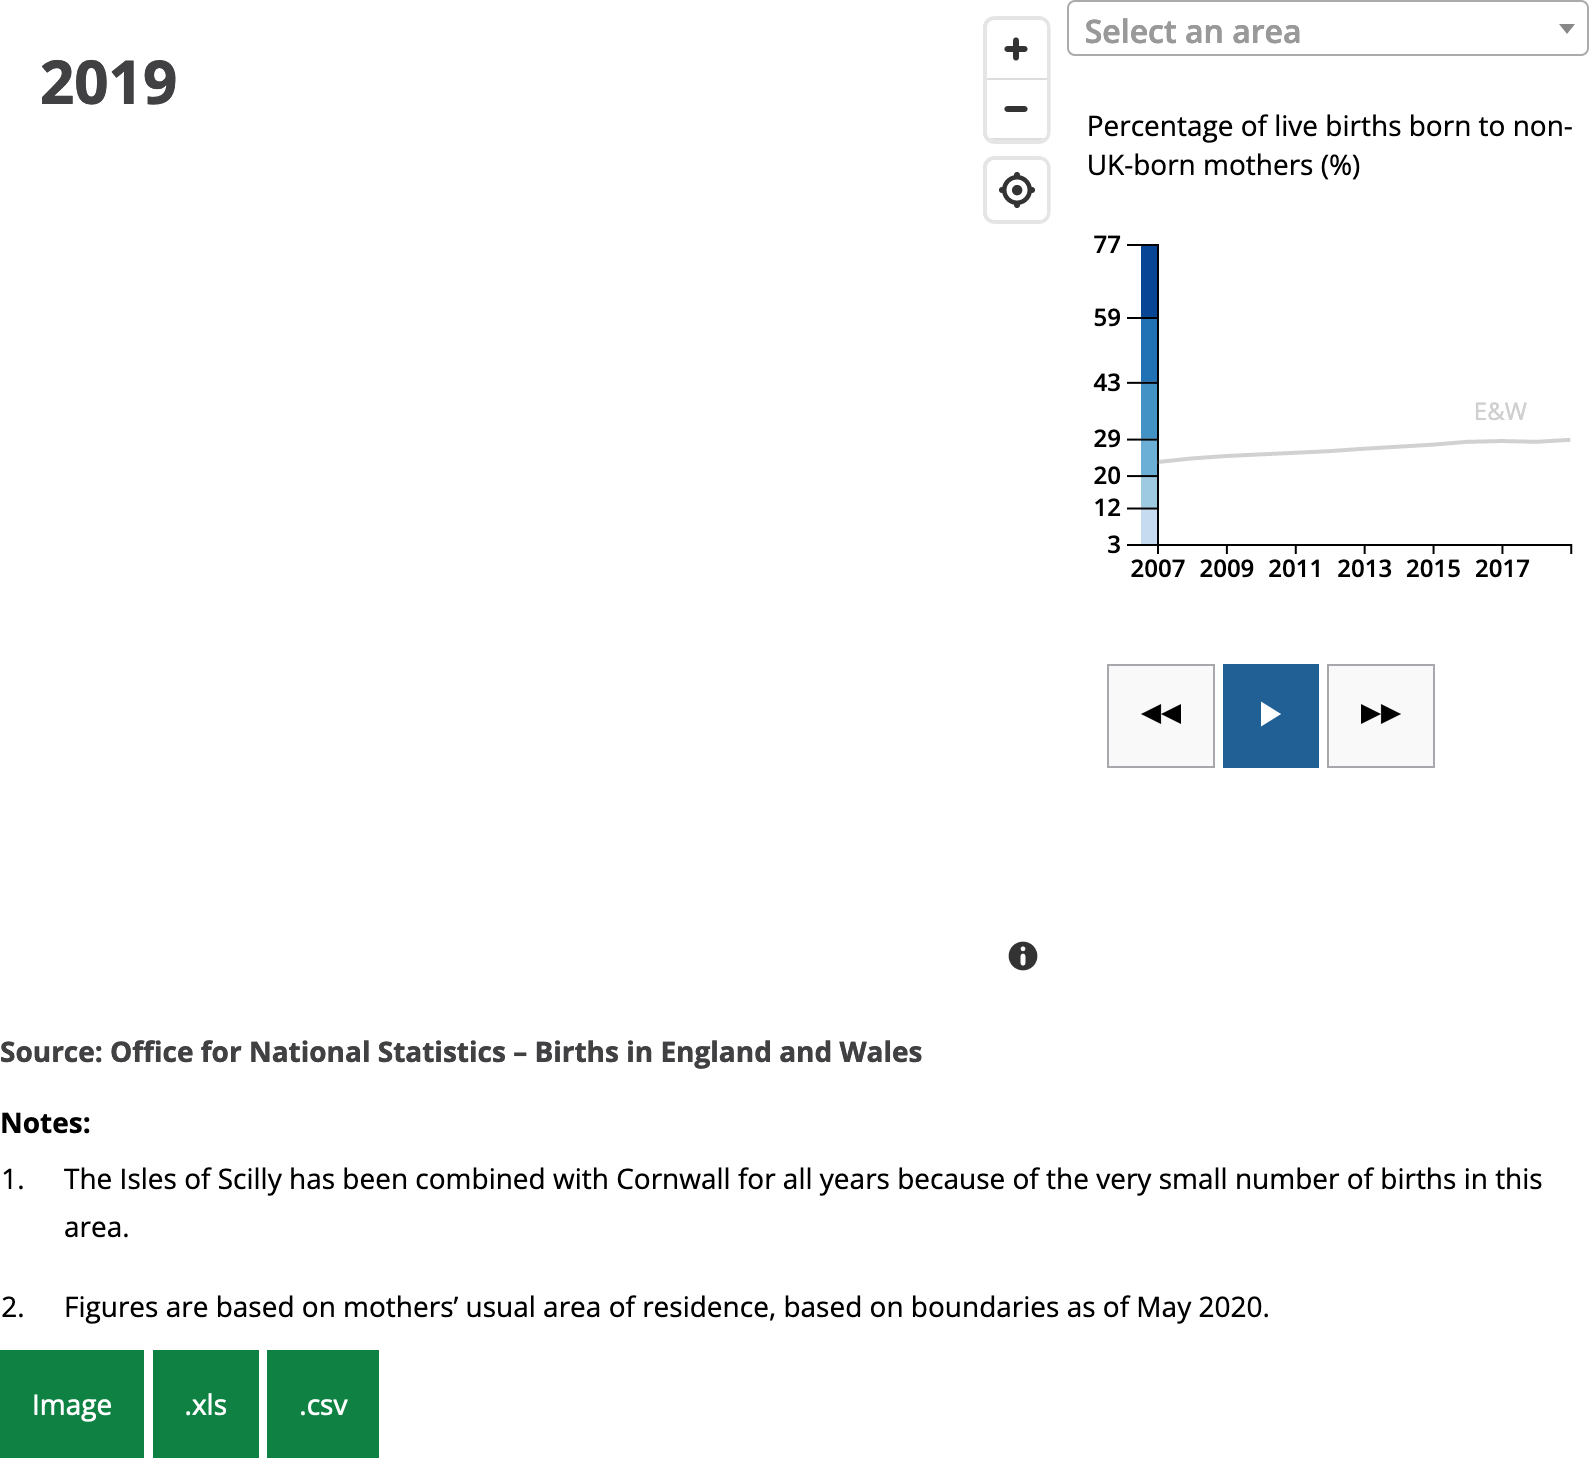 2019
Select an area
Percentage of live births born to non-
UK-born mothers (%)
77
59
43
29
20
12
3
E&W
2007 2009 2011 2013 2015 2017
Source: Office for National Statistics – Births in England and Wales
Notes:
1. The Isles of Scilly has been combined with Cornwall for all years because of the very small number of births in this
area.
2. Figures are based on mothers’ usual area of residence, based on boundaries as of May 2020.
Image .xls .csv